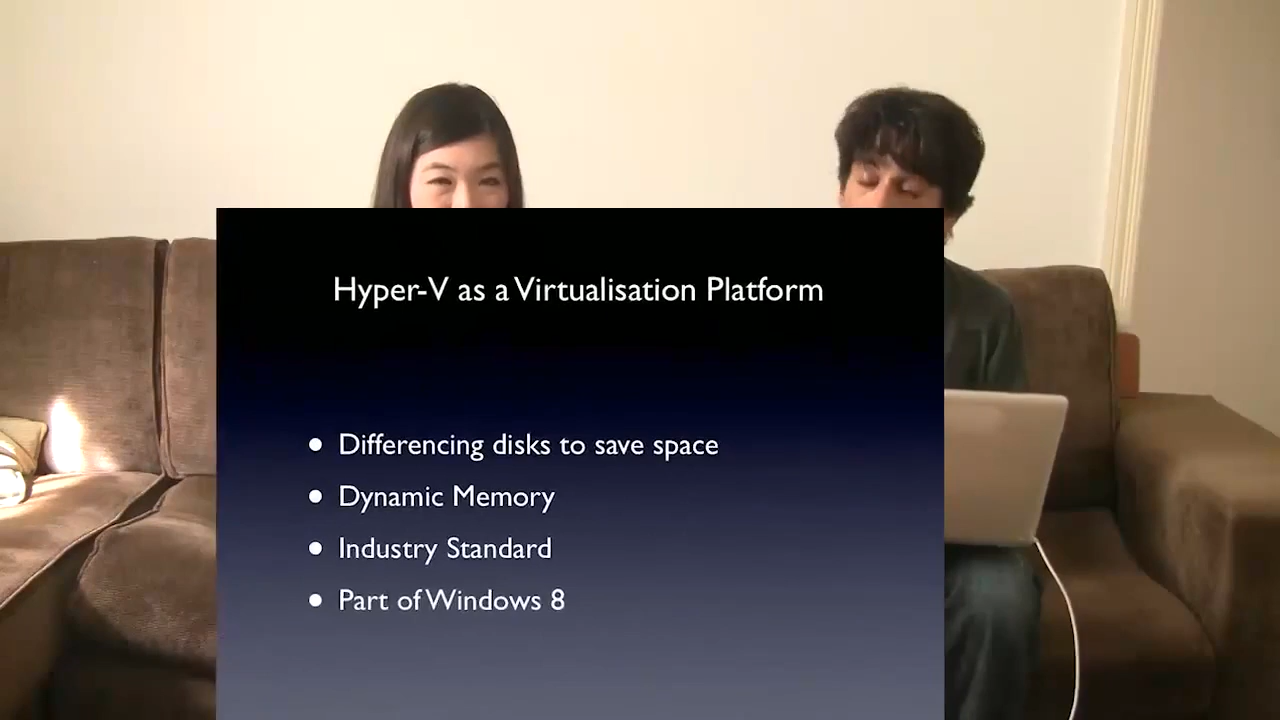 Hyper-V as a Virtualisation Platform
• Differencing disks to save space
• Dynamic Memory
• Industry Standard
• Part of Windows 8